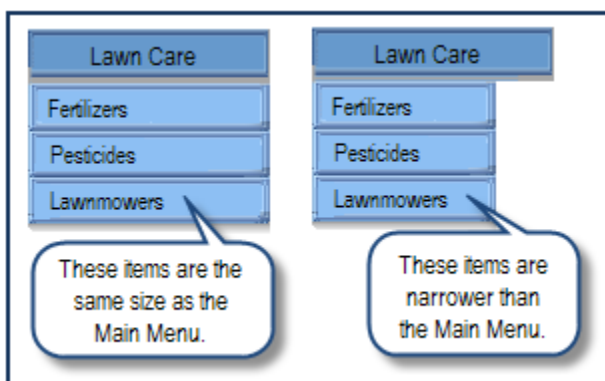 Lawn Care
Fertilizers
Pesticides
Lawnmowers
These items are the
same size as the
Main Menu.
Lawn Care
Fertilizers
Pesticides
Lawnmowers
These items are
narrower than
the Main Menu.